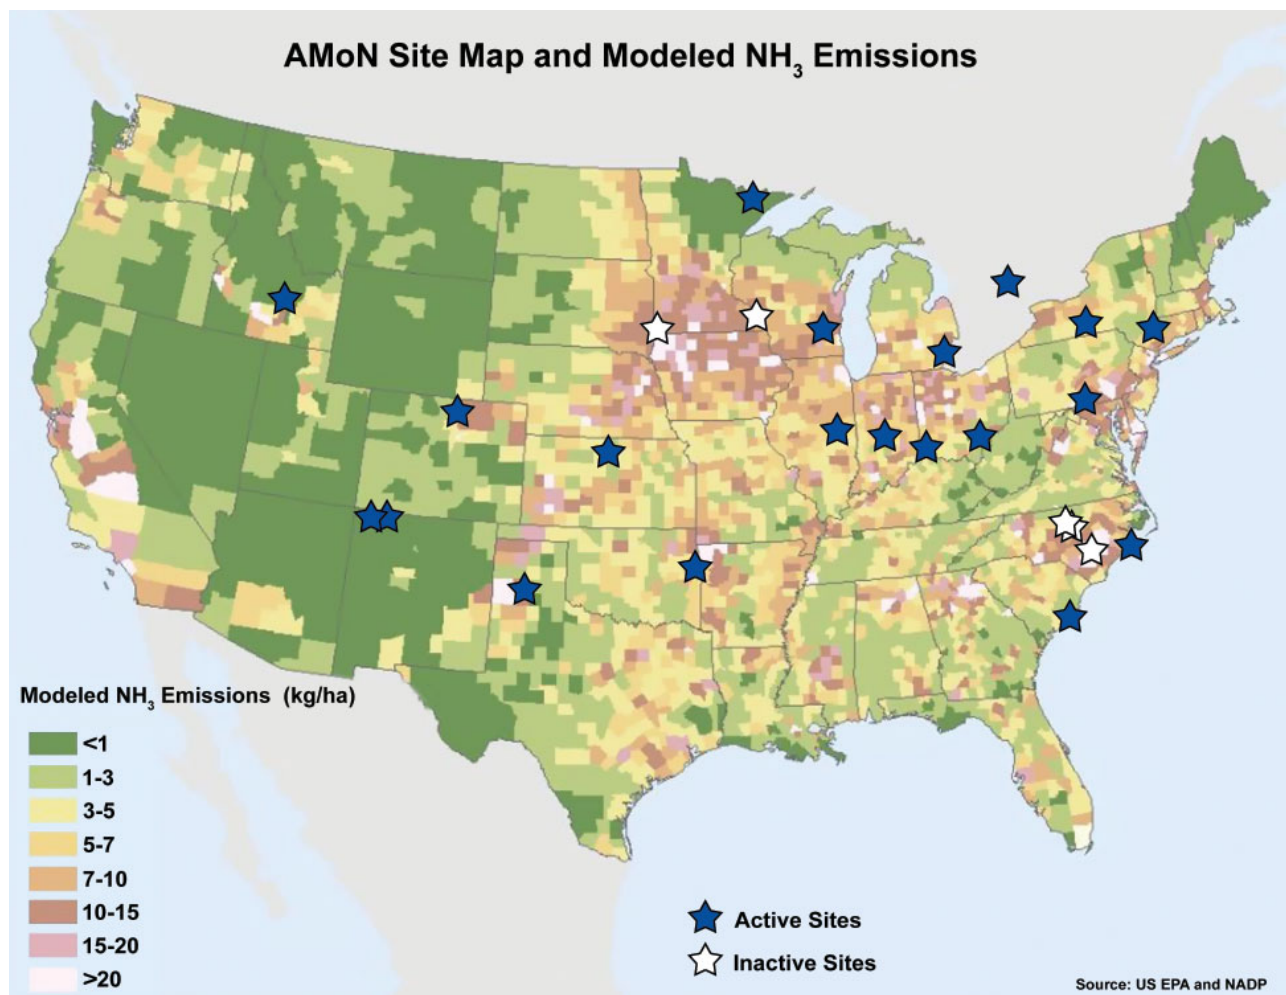 AMoN Site Map and Modeled NH₃ Emissions
Modeled NH₃ Emissions (kg/ha)
<1
1-3
3-5
5-7
7-10
10-15
15-20
>20
Active Sites
Inactive Sites
Source: US EPA and NADP